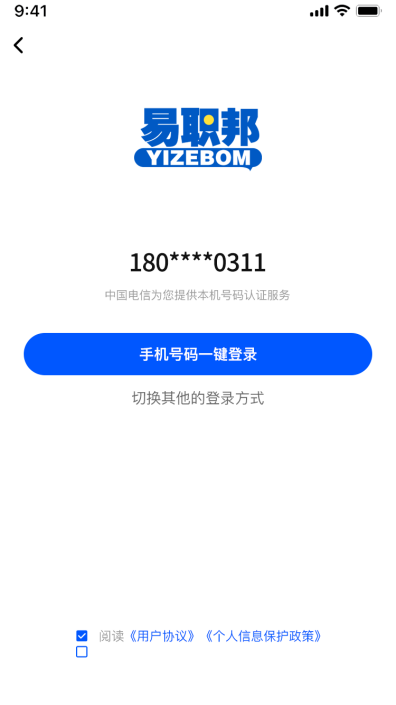 9:41
易职邦
YIZEBOM
180****0311
中国电信为您提供本机号码认证服务
手机号码一键登录
切换其他的登录方式
阅读《用户协议》《个人信息保护政策》